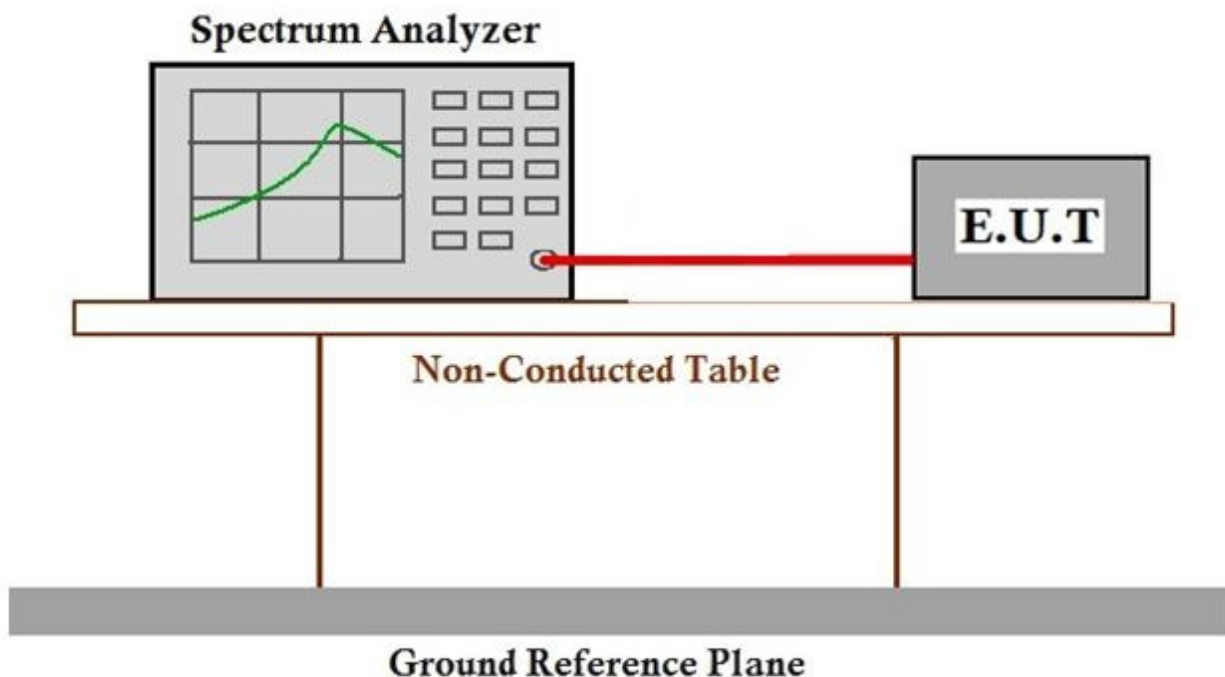 Spectrum Analyzer
E.U.T
Non-Conducted Table
Ground Reference Plane